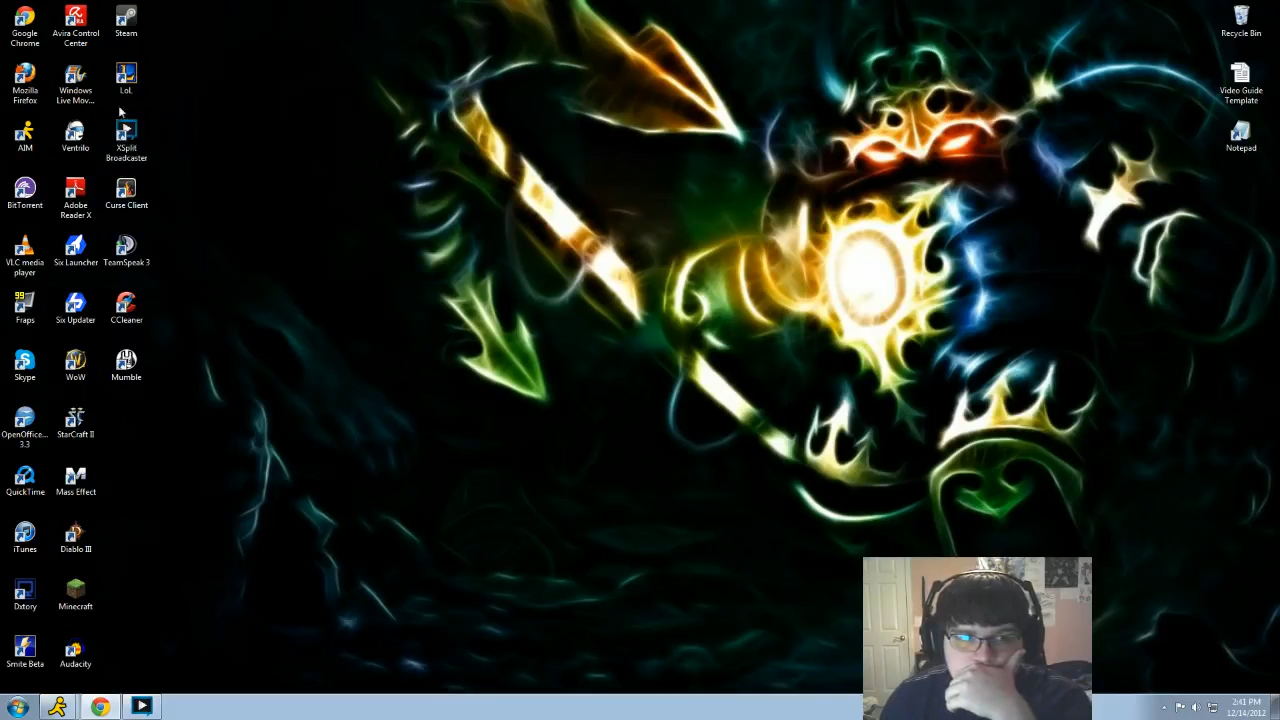 Google
Chrome
Avira Control
Center
Steam
Mozilla
Firefox
Windows
Live Mov...
LoL
AIM
Ventrilo
XSplit
Broadcaster
BitTorrent
Adobe
Reader X
Curse Client
VLC media
player
Six Launcher
TeamSpeak 3
99
Fraps
Six Updater
CCleaner
Skype
WoW
Mumble
OpenOffice...
3.3
StarCraft II
QuickTime
Mass Effect
iTunes
Diablo III
Dxtory
Minecraft
Smite Beta
Audacity
Recycle Bin
Video Guide
Template
Notepad
2:41 PM
12/14/2012